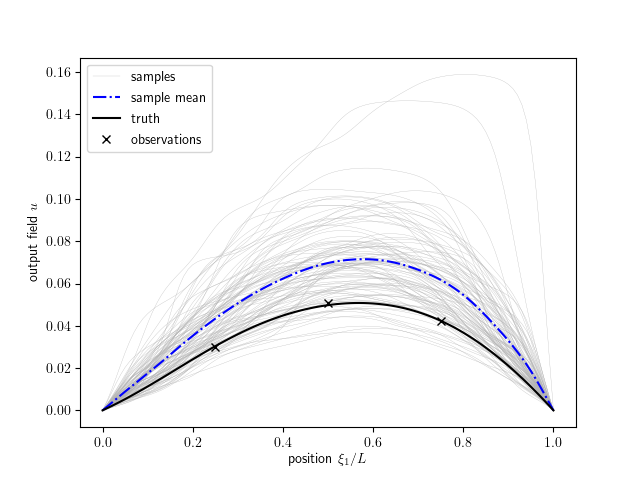 0.16
0.14
0.12
0.10
0.08
0.06
0.04
0.02
0.00
output field u
samples
sample mean
truth
observations
0.0 0.2 0.4 0.6 0.8 1.0
position ξ₁/L